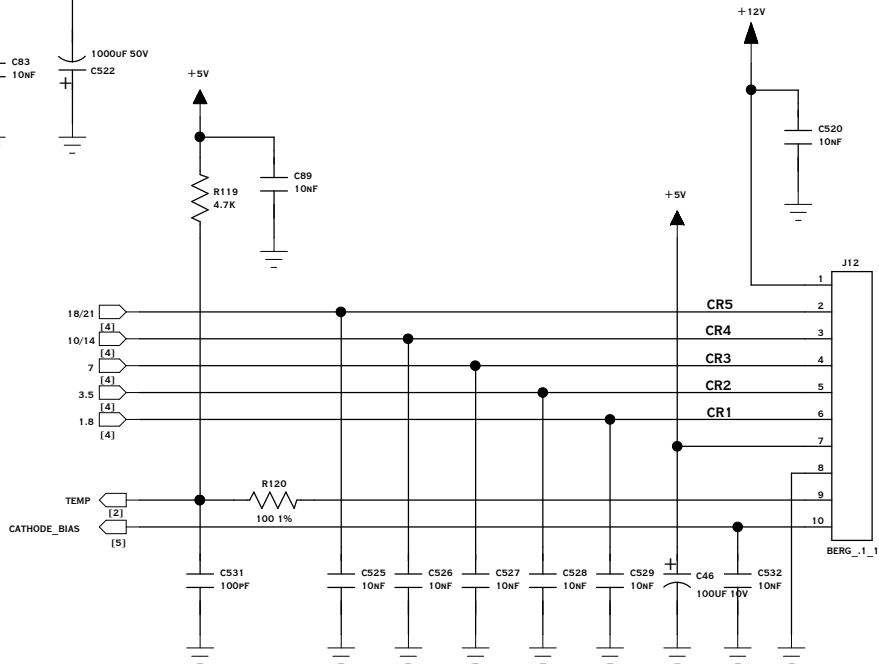 +12V
1000UF 50V
C83
10NF
C522
+
+5V
C520
10NF
C89
10NF
R119
4.7K
+5V
J12
1
18/21
[4]
CR5
2
10/14
[4]
CR4
3
7
[4]
CR3
4
3.5
[4]
CR2
5
1.8
[4]
CR1
6
7
8
R120
TEMP
[2]
100 1%
9
CATHODE_BIAS
[5]
10
BERG_.1_1
C531
100PF
C525
10NF
C526
10NF
C527
10NF
C528
10NF
C529
10NF
+
C46
100UF 10V
C532
10NF